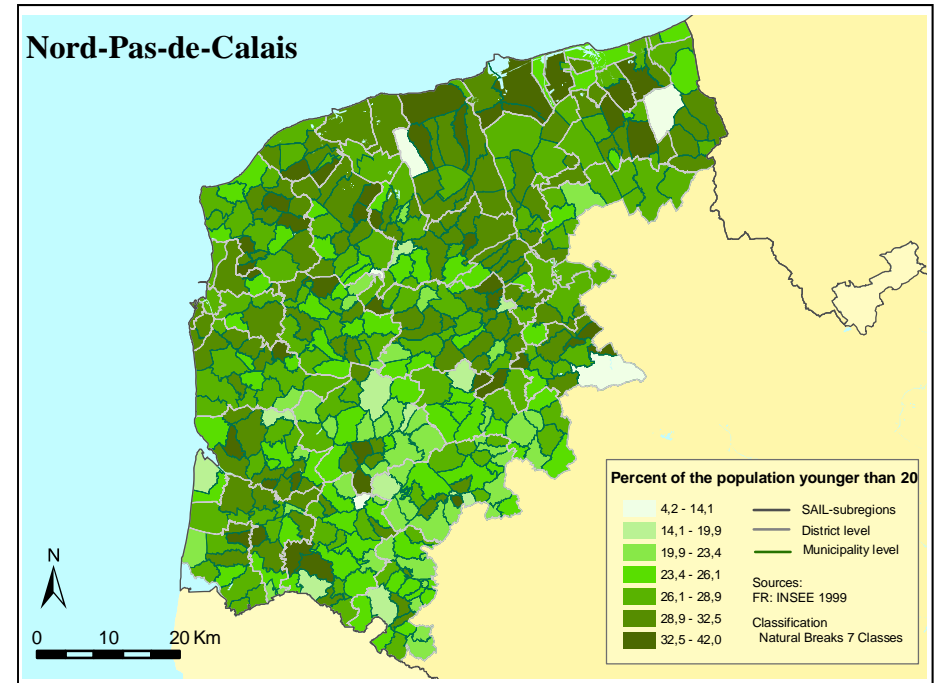 Nord-Pas-de-Calais
Percent of the population younger than 20
4,2 - 14,1
14,1 - 19,9
19,9 - 23,4
23,4 - 26,1
26,1 - 28,9
28,9 - 32,5
32,5 - 42,0
SAIL-subregions
District level
Municipality level
Sources:
FR: INSEE 1999
Classification
Natural Breaks 7 Classes
N
0 10 20 Km